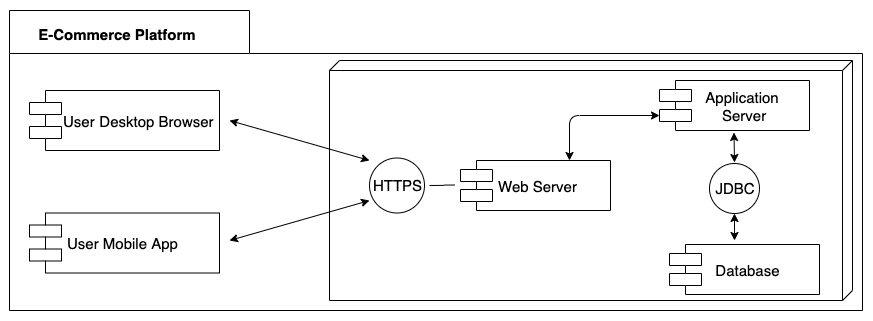 E-Commerce Platform
User Desktop Browser
User Mobile App
HTTPS
Web Server
Application
Server
JDBC
Database